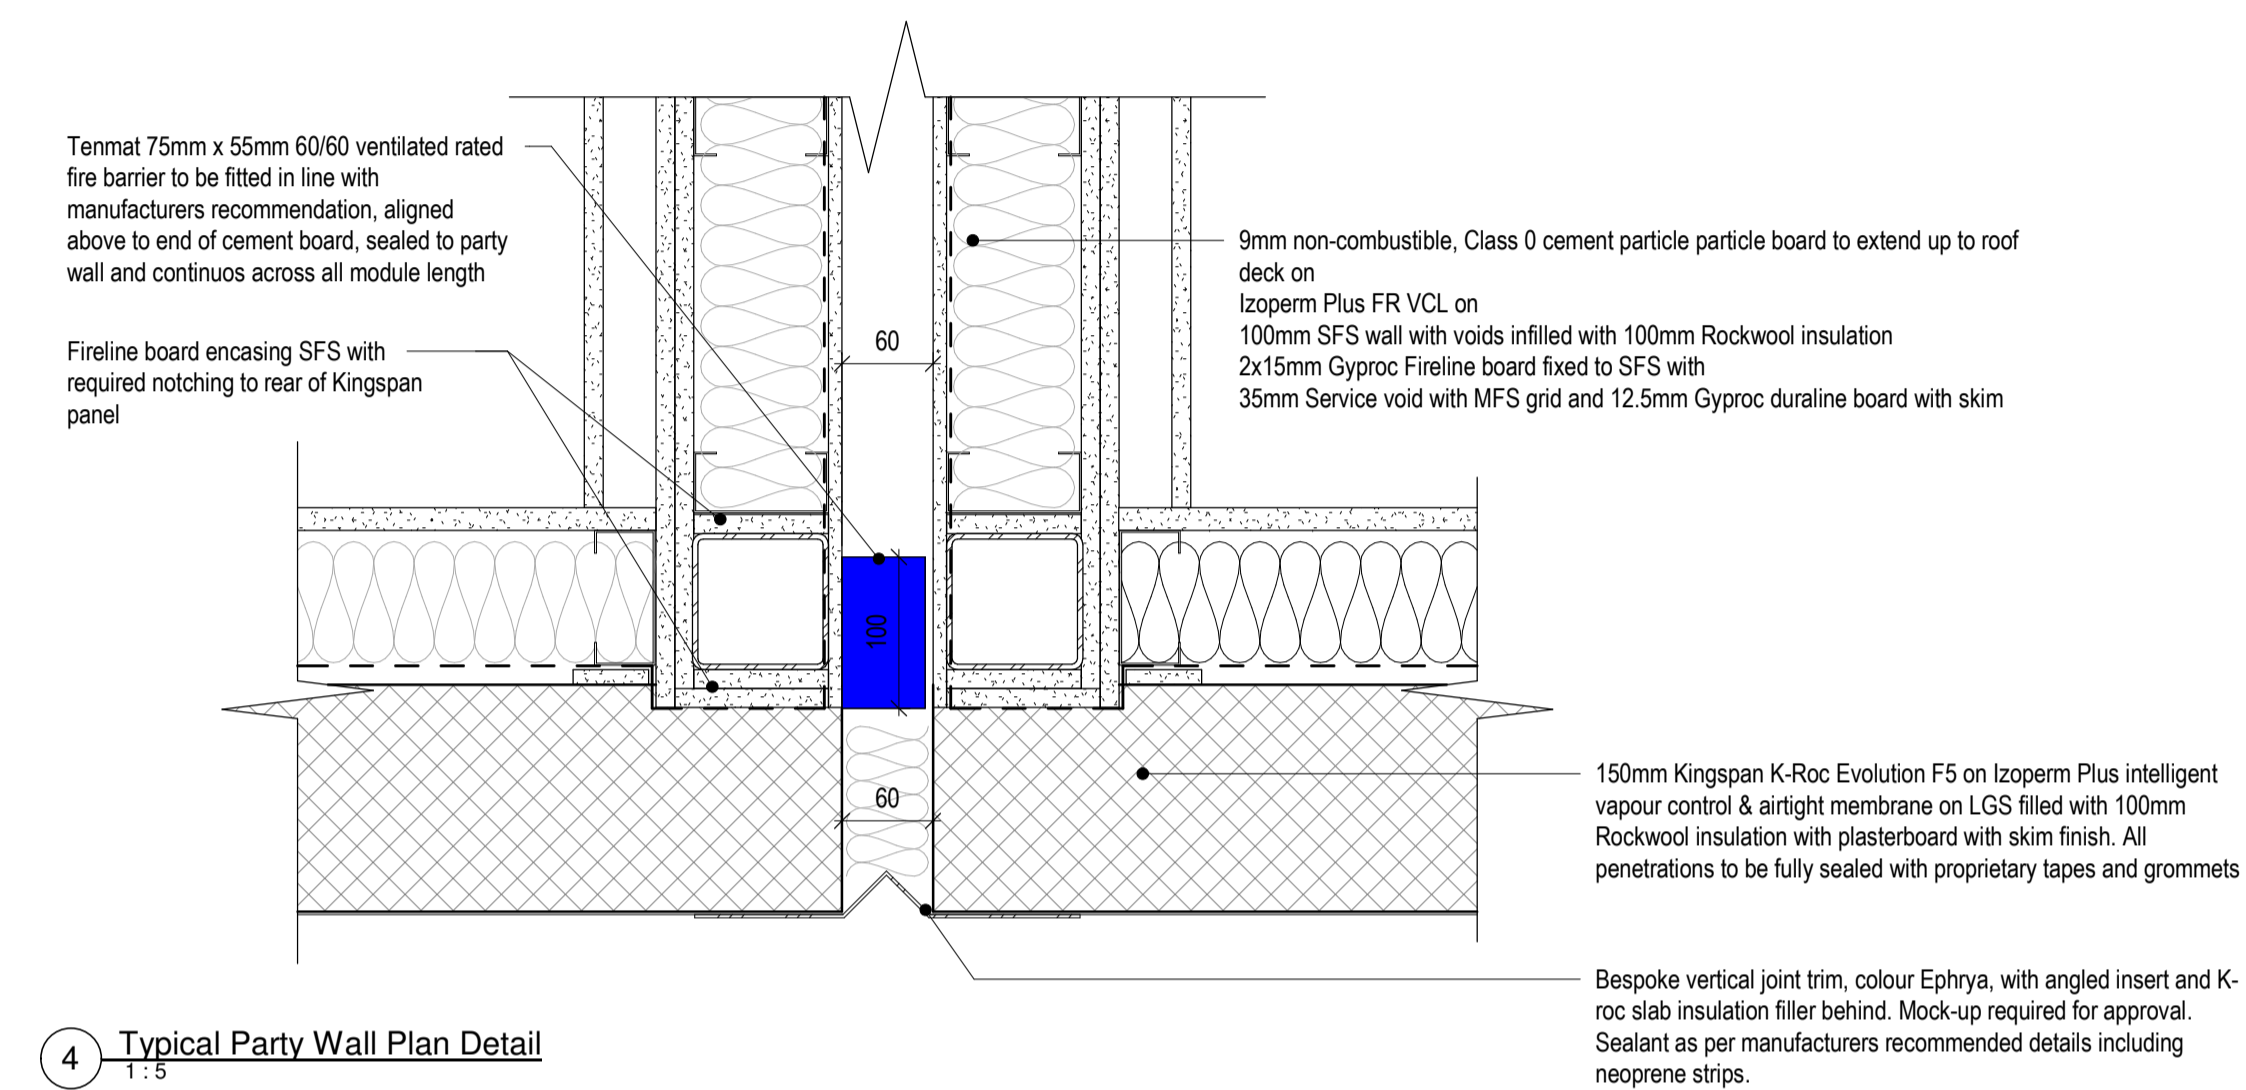 Tenmat 75mm x 55mm 60/60 ventilated rated
fire barrier to be fitted in line with
manufacturers recommendation, aligned
above to end of cement board, sealed to party
wall and continuos across all module length
Fireline board encasing SFS with
required notching to rear of Kingspan
panel
9mm non-combustible, Class 0 cement particle particle board to extend up to roof
deck on
Izoperm Plus FR VCL on
100mm SFS wall with voids infilled with 100mm Rockwool insulation
2x15mm Gyproc Fireline board fixed to SFS with
35mm Service void with MFS grid and 12.5mm Gyproc duraline board with skim
60
100
60
150mm Kingspan K-Roc Evolution F5 on Izoperm Plus intelligent
vapour control & airtight membrane on LGS filled with 100mm
Rockwool insulation with plasterboard with skim finish. All
penetrations to be fully sealed with proprietary tapes and grommets
Bespoke vertical joint trim, colour Ephrya, with angled insert and K-
roc slab insulation filler behind. Mock-up required for approval.
Sealant as per manufacturers recommended details including
neoprene strips.
4 Typical Party Wall Plan Detail
1 : 5